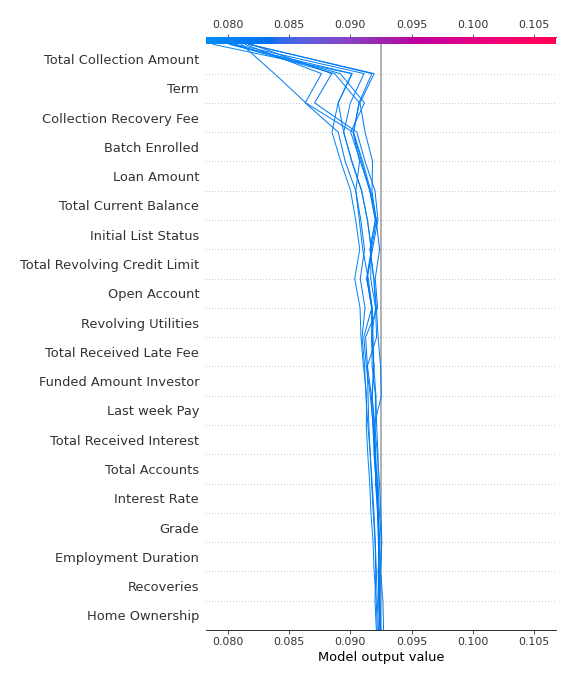 0.080 0.085 0.090 0.095 0.100 0.105
Total Collection Amount
Term
Collection Recovery Fee
Batch Enrolled
Loan Amount
Total Current Balance
Initial List Status
Total Revolving Credit Limit
Open Account
Revolving Utilities
Total Received Late Fee
Funded Amount Investor
Last week Pay
Total Received Interest
Total Accounts
Interest Rate
Grade
Employment Duration
Recoveries
Home Ownership
0.080 0.085 0.090 0.095 0.100 0.105
Model output value